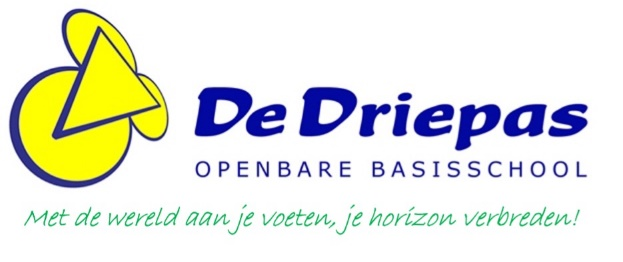 De Driepas
OPENBARE BASISSCHOOL
Met de wereld aan je voeten, je horizon verbreden!